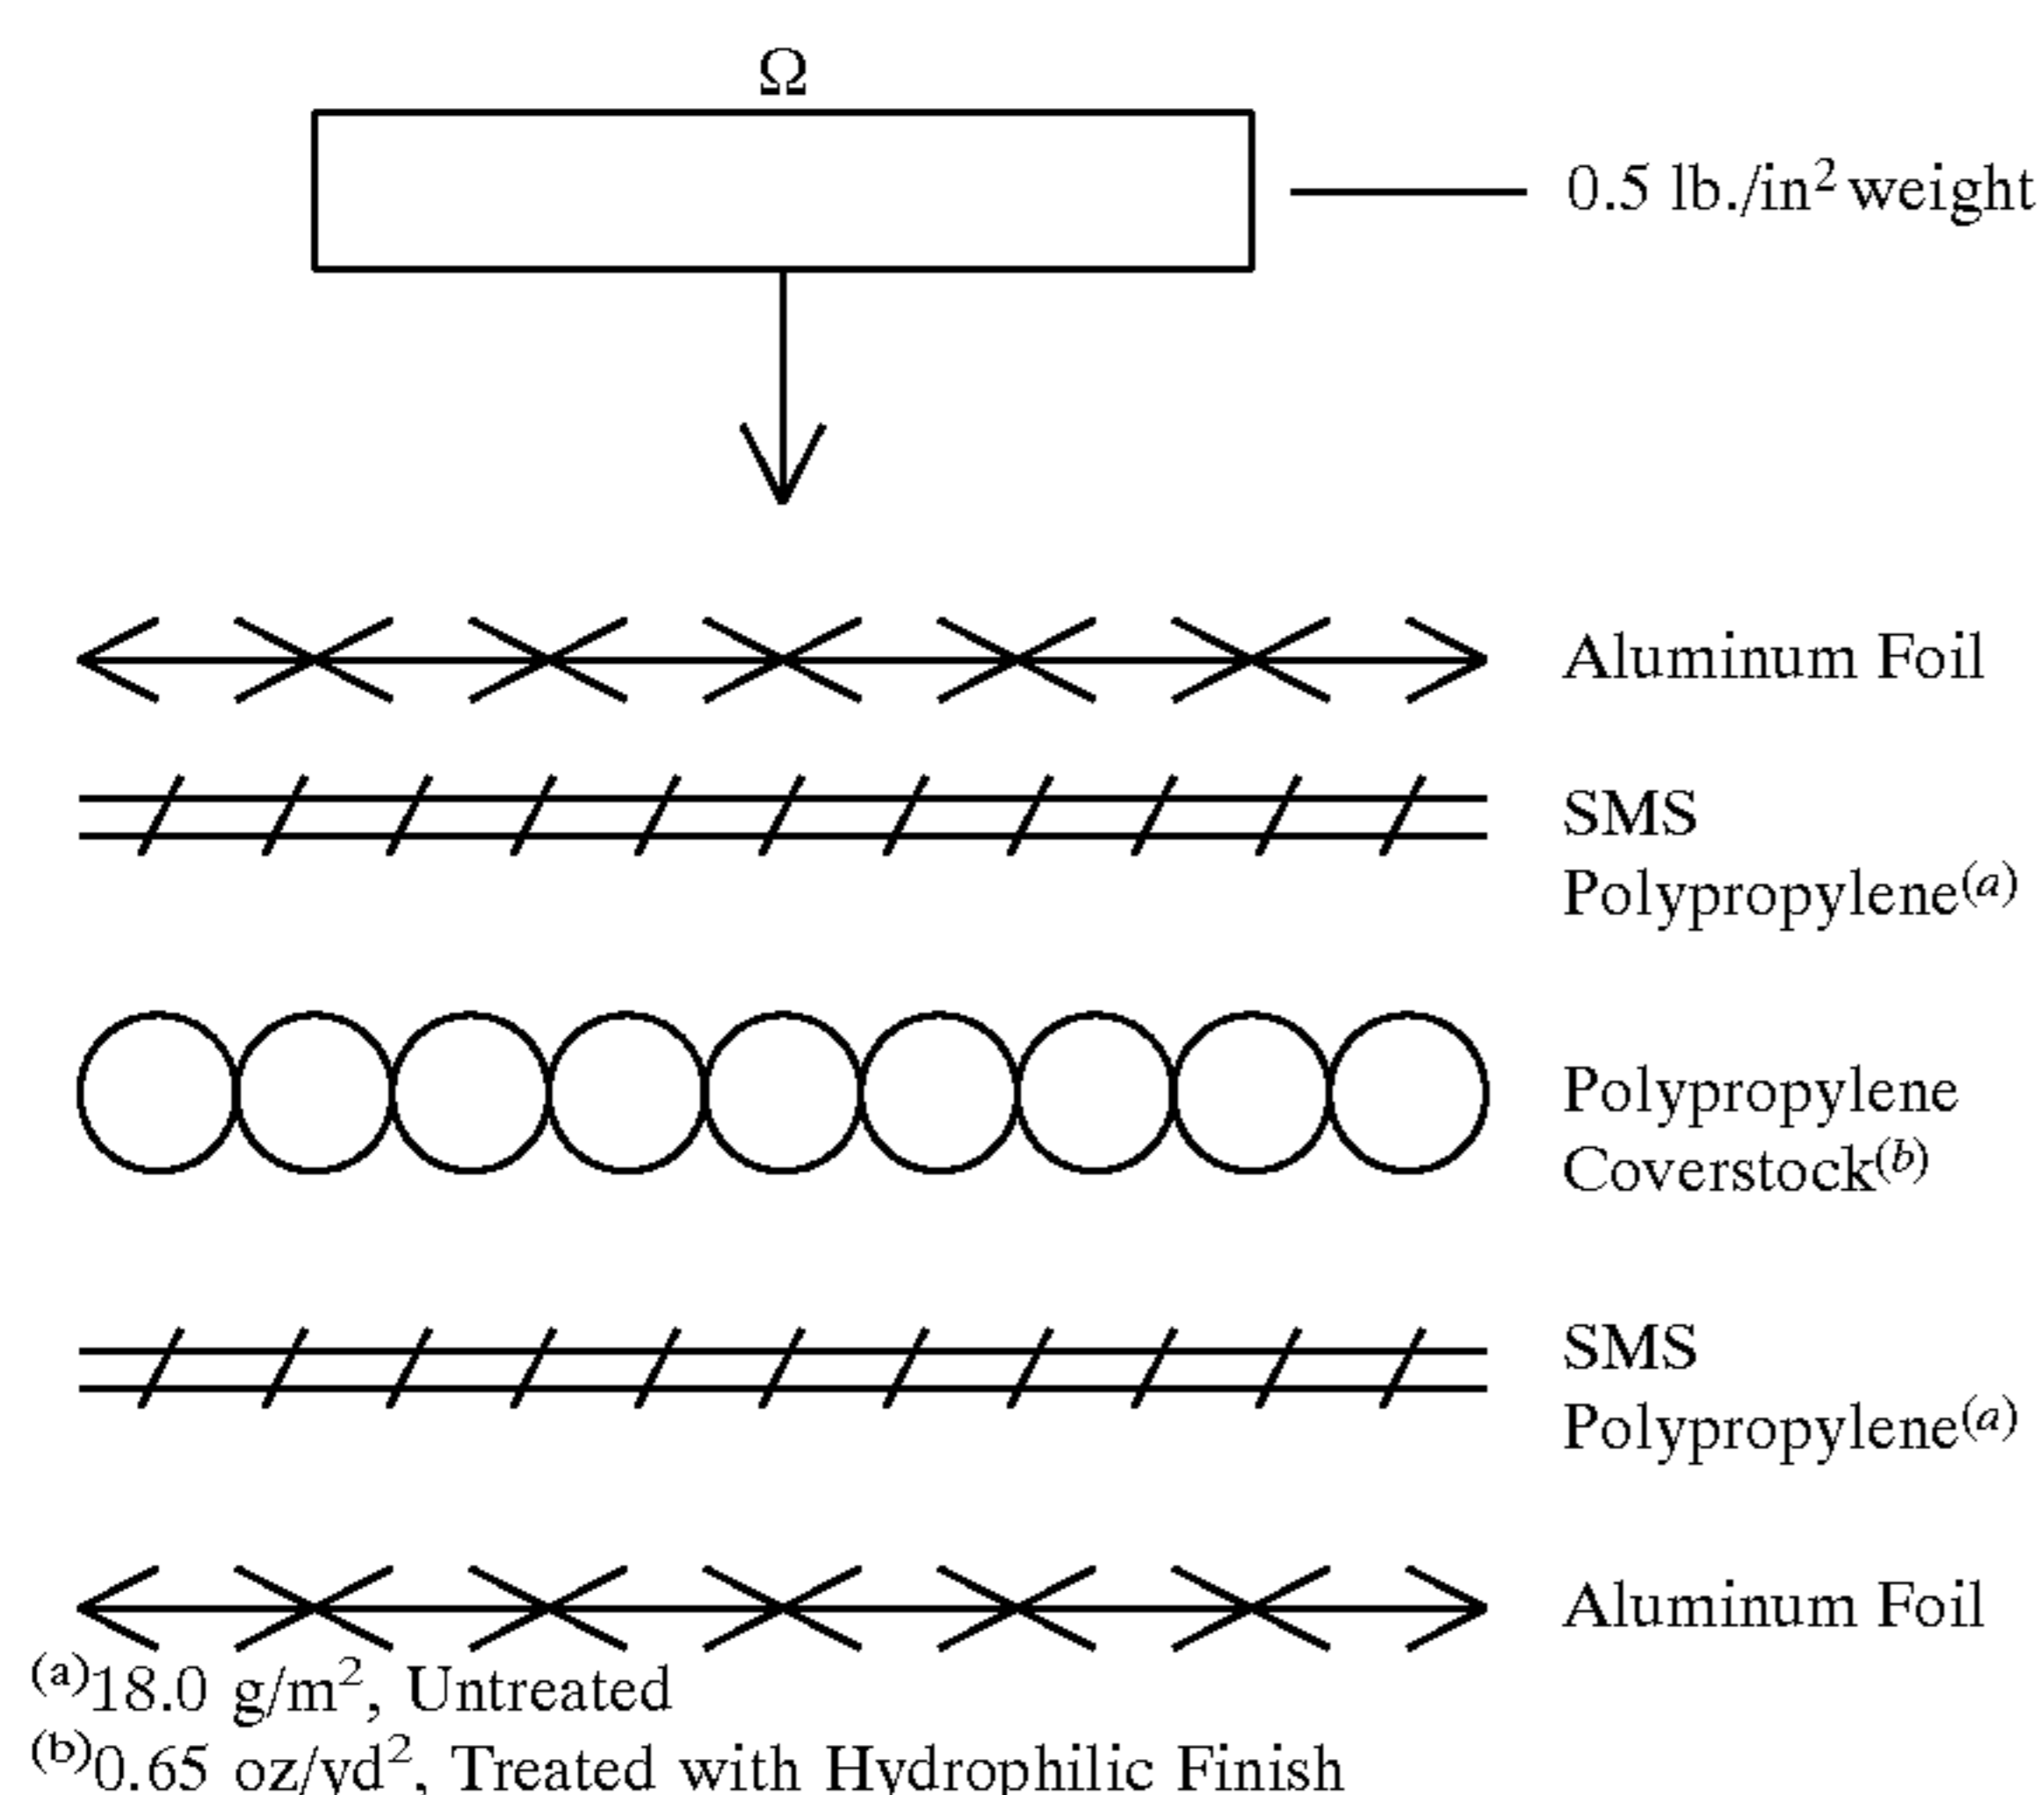 Ω
0.5 lb./in² weight
Aluminum Foil
SMS
Polypropylene⁽ᵃ⁾
Polypropylene
Coverstock⁽ᵇ⁾
SMS
Polypropylene⁽ᵃ⁾
Aluminum Foil
⁽ᵃ⁾18.0 g/m², Untreated
⁽ᵇ⁾0.65 oz/yd², Treated with Hydrophilic Finish